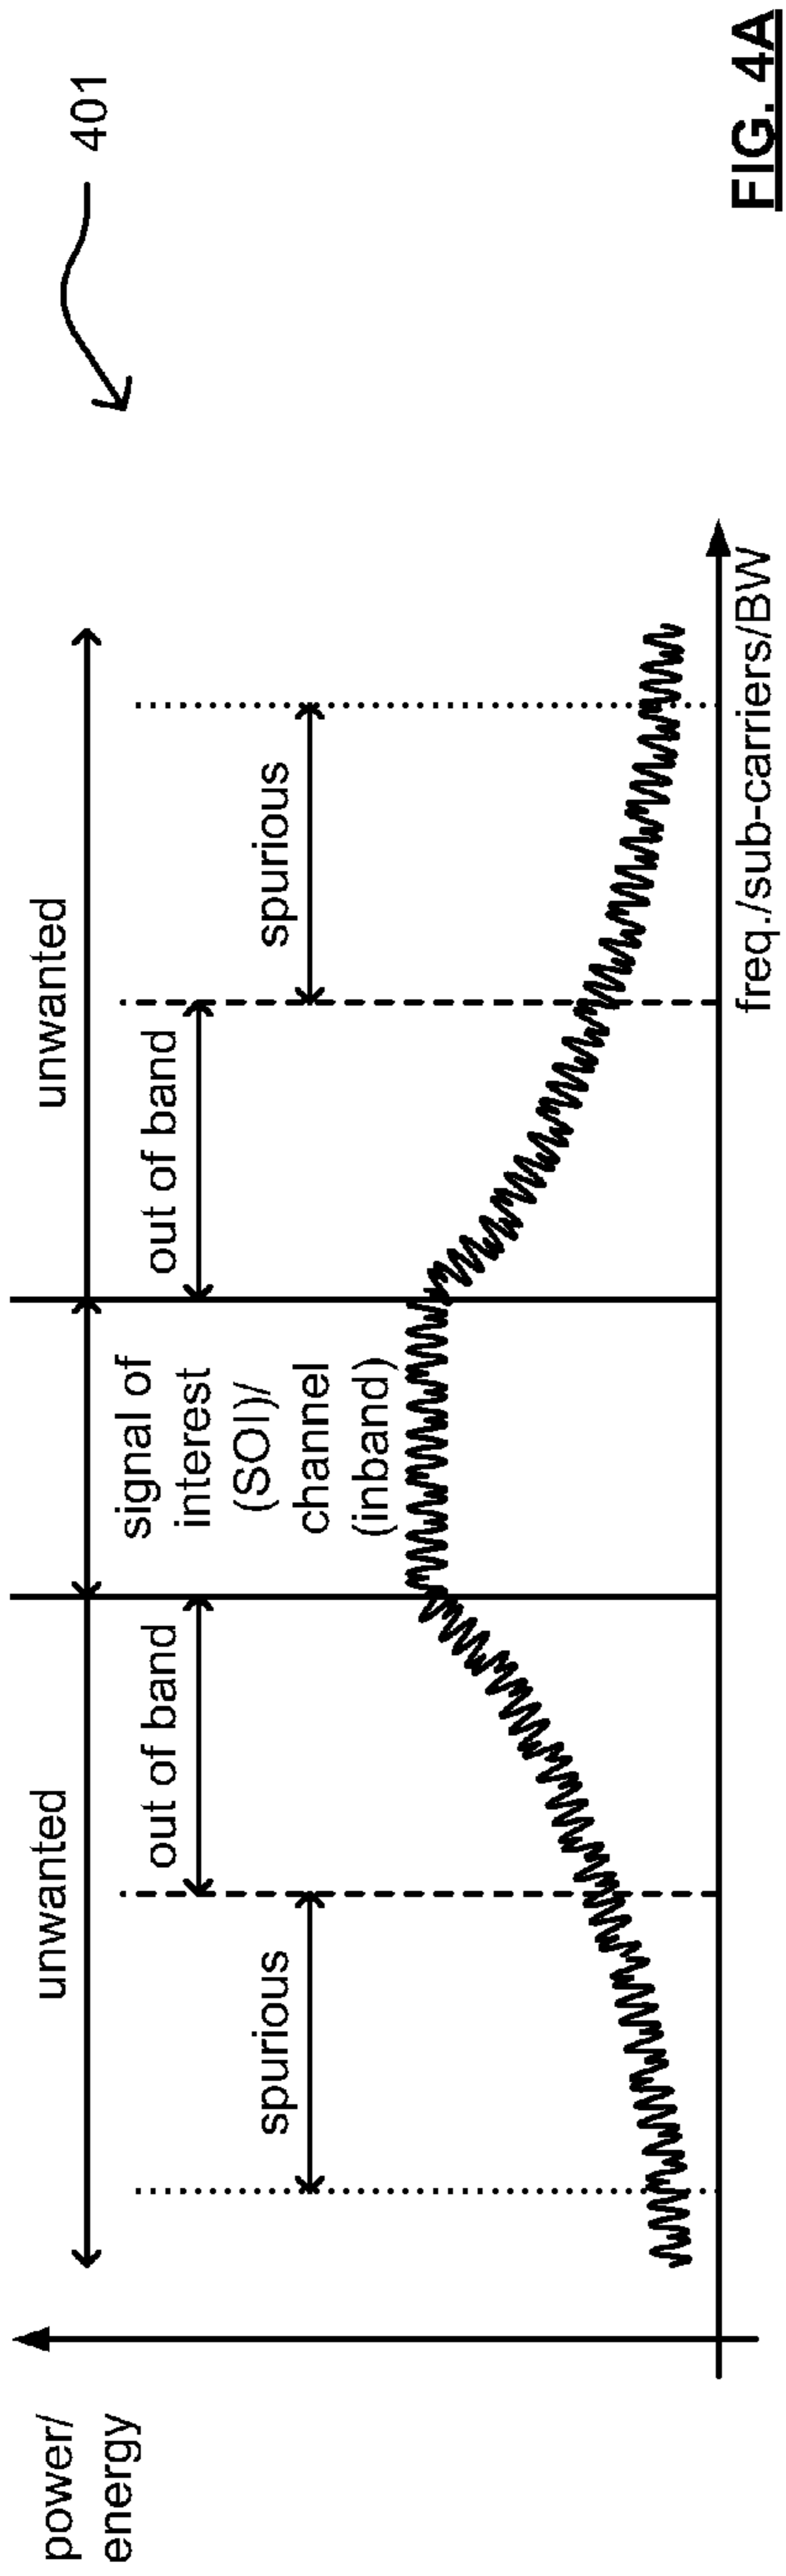 401
power/
energy
unwanted
unwanted
out of band
signal of
interest
(SOI)/
channel
(inband)
out of band
spurious
spurious
freq./sub-carriers/BW
FIG. 4A